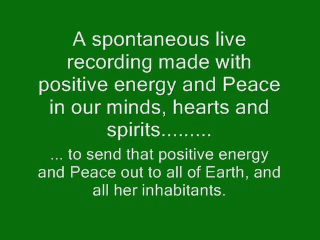 A spontaneous live
recording made with
positive energy and Peace
in our minds, hearts and
spirits.........
... to send that positive energy
and Peace out to all of Earth, and
all her inhabitants.